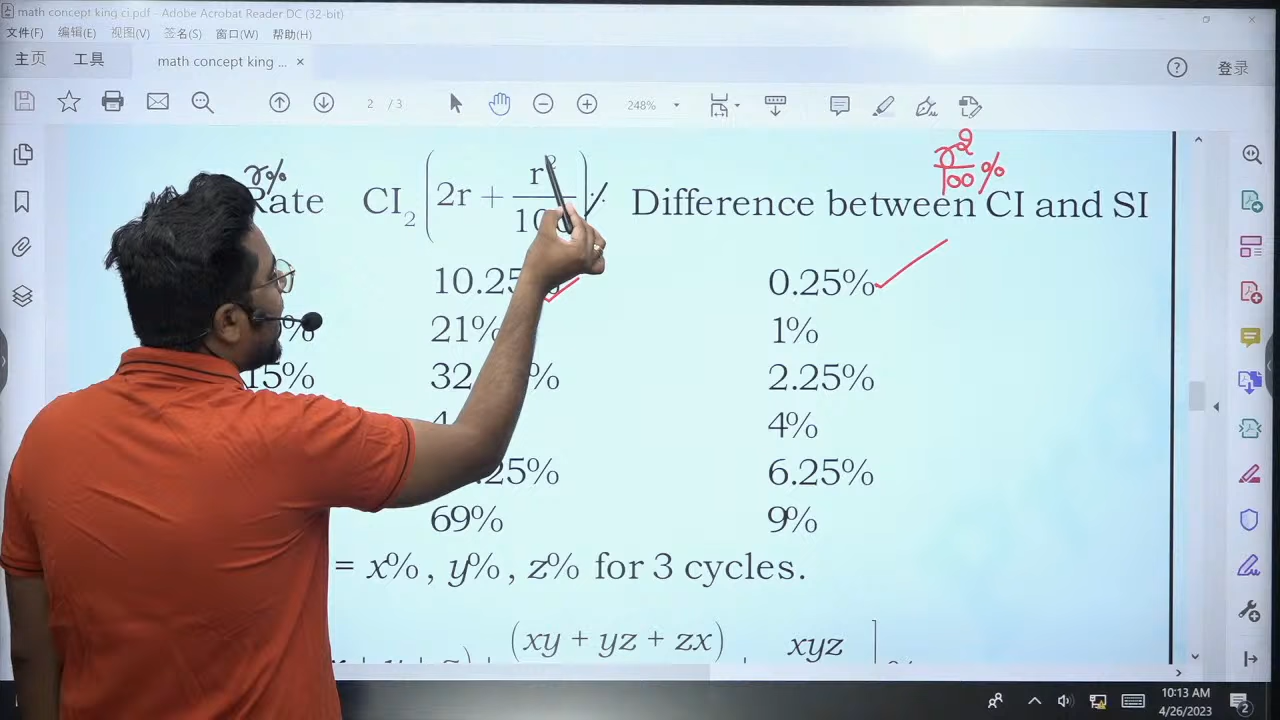 math concept king ci.pdf - Adobe Acrobat Reader DC (32-bit)
文件(F) 编辑(E) 视图(V) 签名(S) 窗口(W) 帮助(H)
主页 工具 math concept king ... × 登录
2 / 3 248%
r²/100 %
r%
Rate CI₂ (2r + r²/10 )% Difference between CI and SI
10.25% 0.25%
21% 1%
15% 32. % 2.25%
4%
.25% 6.25%
69% 9%
= x%, y%, z% for 3 cycles.
(xy + yz + zx) xyz
10:13 AM
4/26/2023
2